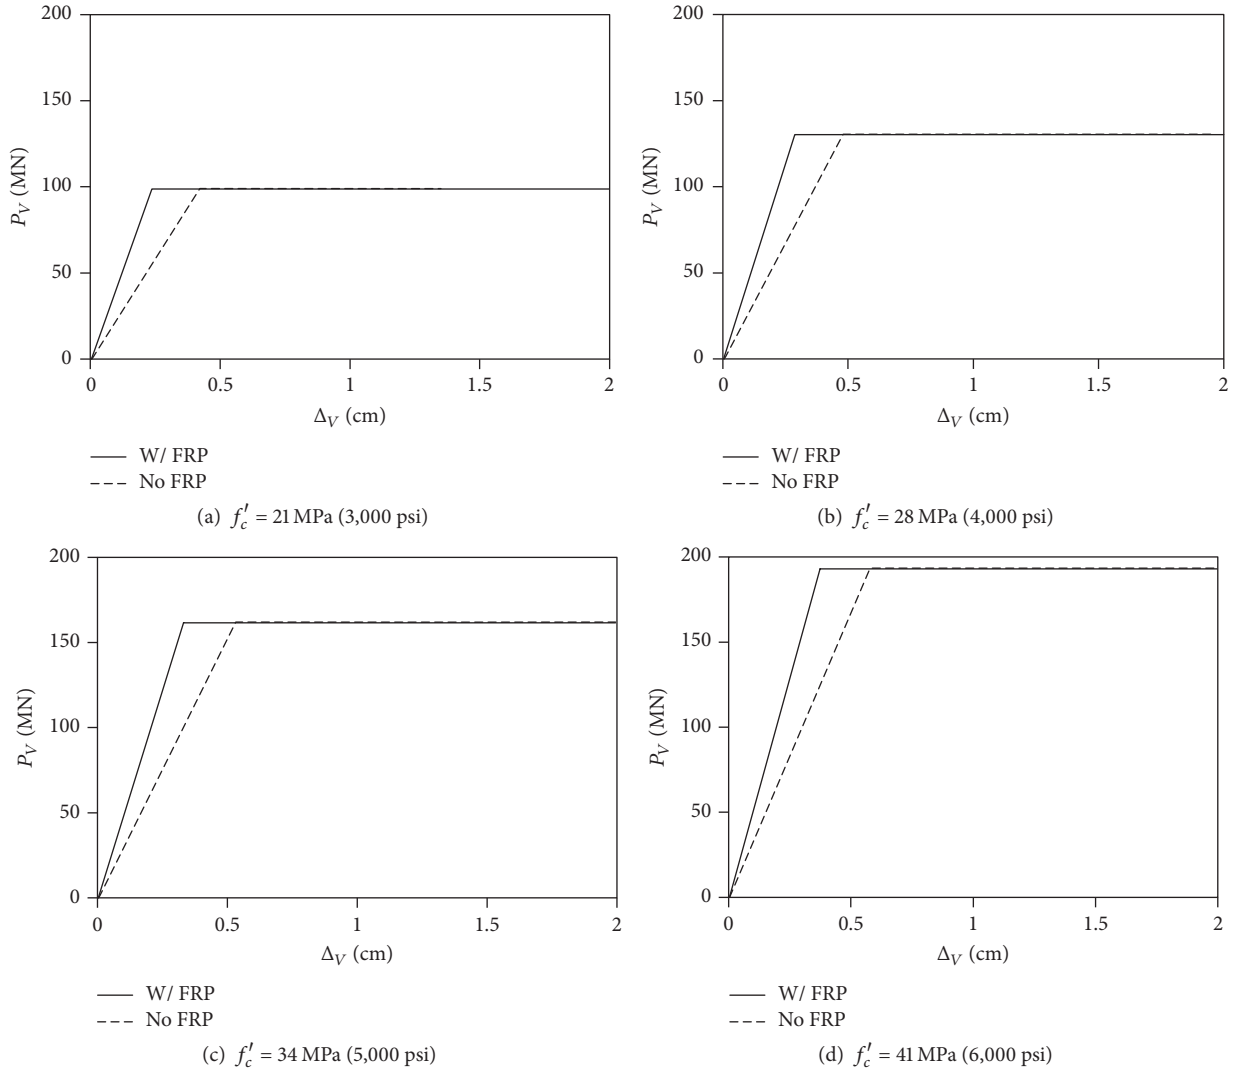 200
150
100
50
0
P_V (MN)
0 0.5 1 1.5 2
Δ_V (cm)
W/ FRP
No FRP
(a) f′_c = 21 MPa (3,000 psi)
200
150
100
50
0
P_V (MN)
0 0.5 1 1.5 2
Δ_V (cm)
W/ FRP
No FRP
(b) f′_c = 28 MPa (4,000 psi)
200
150
100
50
0
P_V (MN)
0 0.5 1 1.5 2
Δ_V (cm)
W/ FRP
No FRP
(c) f′_c = 34 MPa (5,000 psi)
200
150
100
50
0
P_V (MN)
0 0.5 1 1.5 2
Δ_V (cm)
W/ FRP
No FRP
(d) f′_c = 41 MPa (6,000 psi)